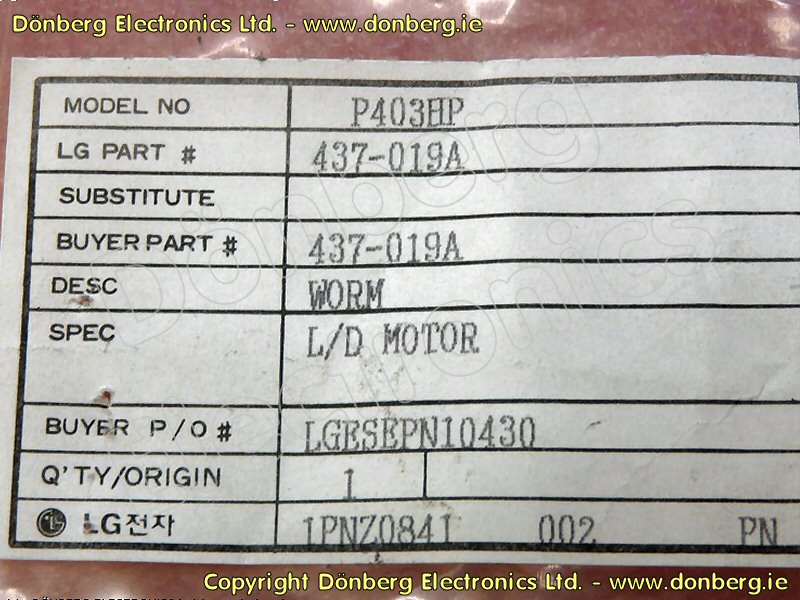 Dönberg Electronics Ltd. - www.donberg.ie
MODEL NO P403HP
LG PART # 437-019A
SUBSTITUTE
BUYER PART # 437-019A
DESC WORM
SPEC L/D MOTOR
BUYER P/O # LGESEPN10430
Q'TY/ORIGIN 1
LG전자 1PNZ0841 002 PN
Dönberg Electronics
Copyright Dönberg Electronics Ltd. - www.donberg.ie